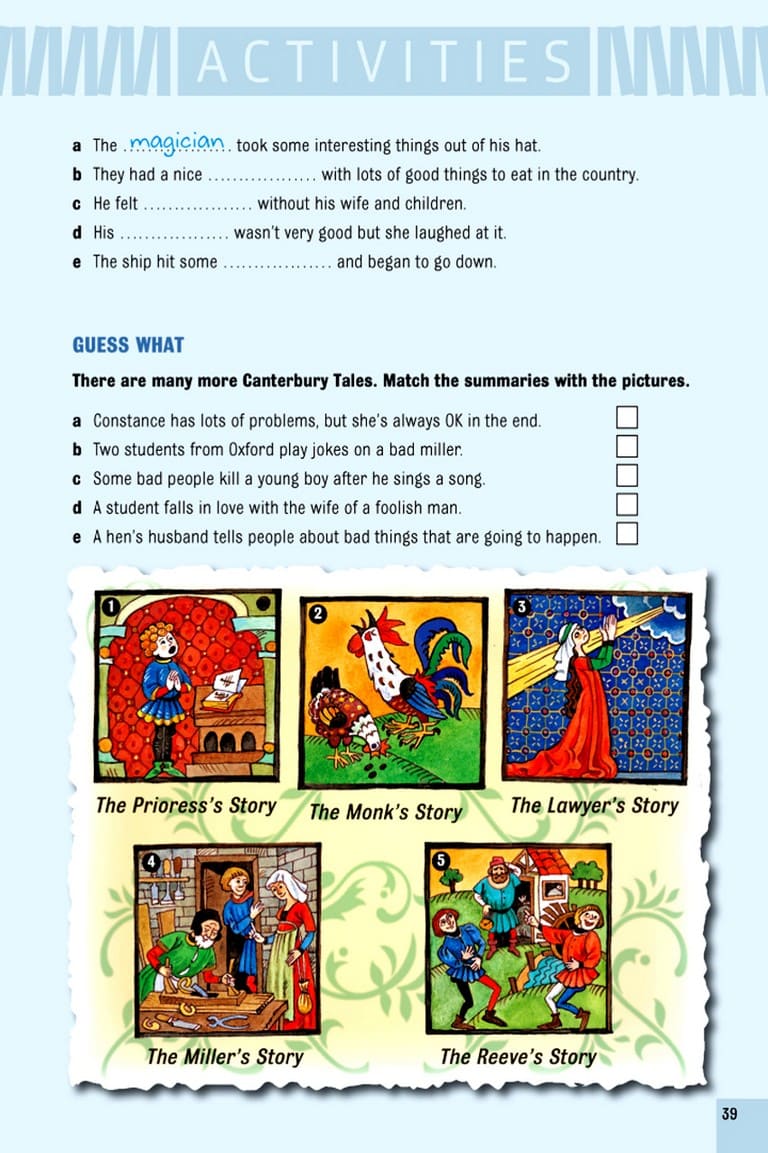 ACTIVITIES
a The .magician. took some interesting things out of his hat.
b They had a nice .................. with lots of good things to eat in the country.
c He felt .................. without his wife and children.
d His .................. wasn't very good but she laughed at it.
e The ship hit some .................. and began to go down.
GUESS WHAT
There are many more Canterbury Tales. Match the summaries with the pictures.
a Constance has lots of problems, but she's always OK in the end.
b Two students from Oxford play jokes on a bad miller.
c Some bad people kill a young boy after he sings a song.
d A student falls in love with the wife of a foolish man.
e A hen's husband tells people about bad things that are going to happen.
1
2
3
The Prioress's Story
The Monk's Story
The Lawyer's Story
4
5
The Miller's Story
The Reeve's Story
39